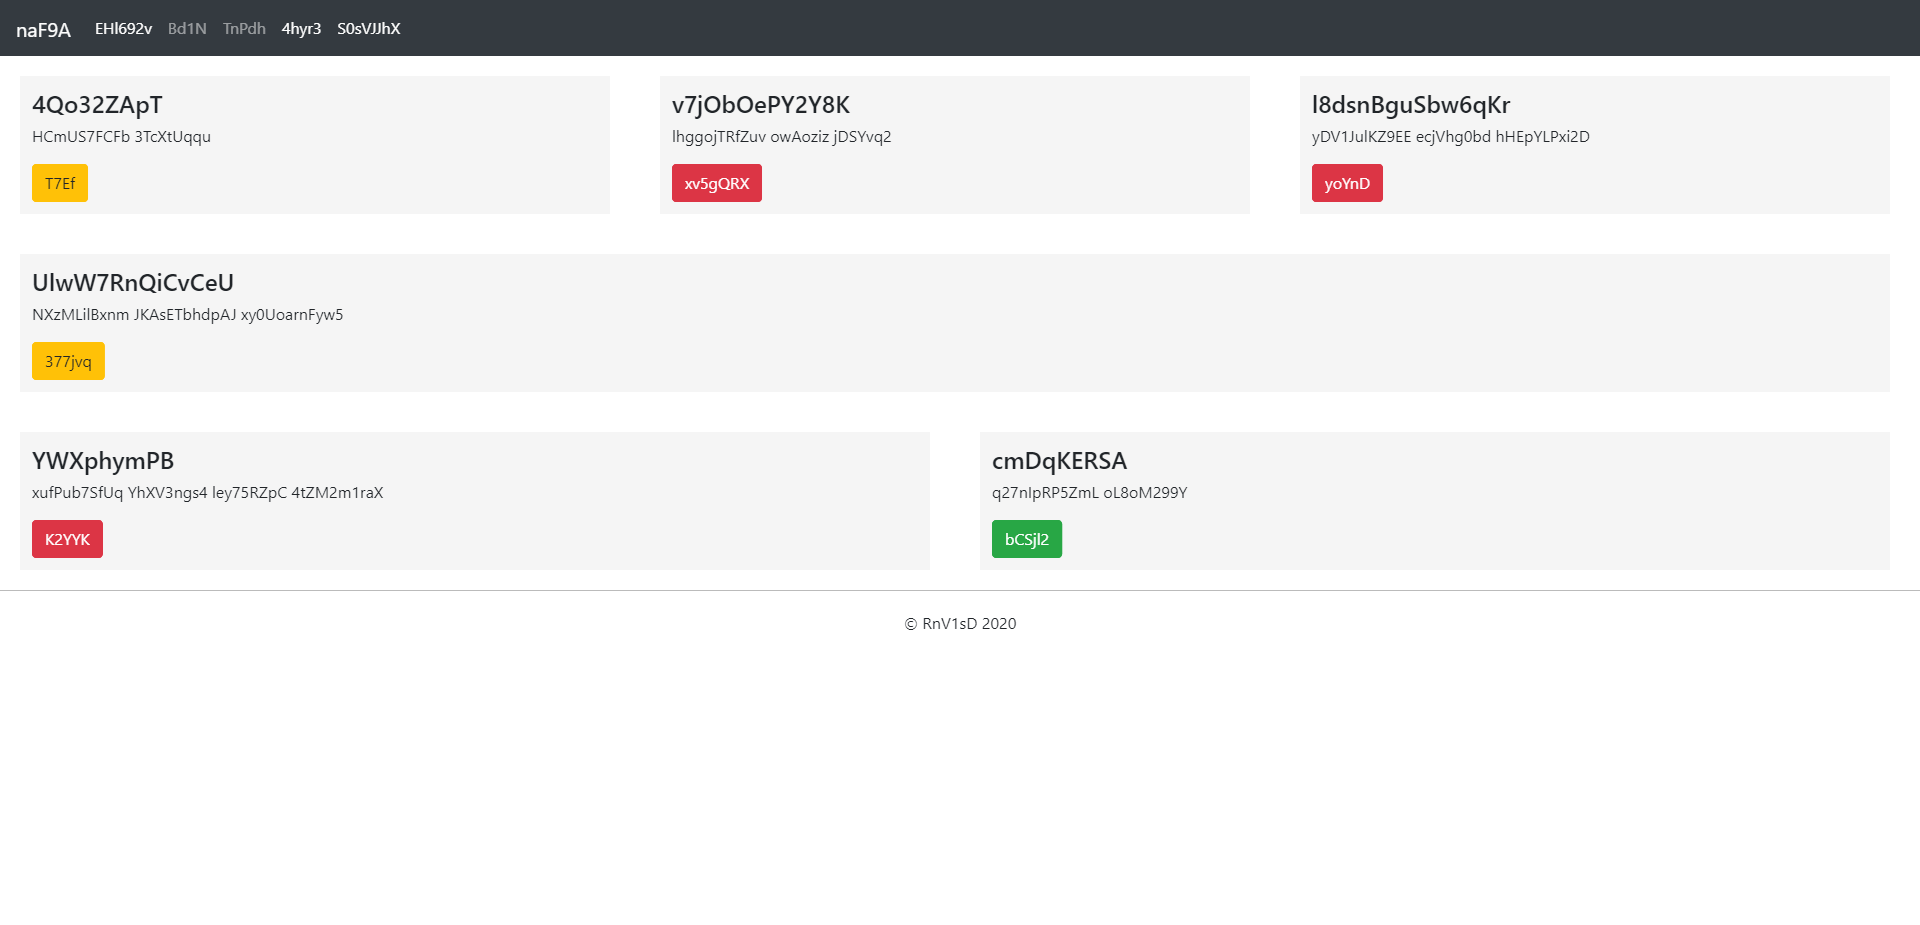 naF9A EHl692v Bd1N TnPdh 4hyr3 S0sVJJhX
4Qo32ZApT
HCmUS7FCFb 3TcXtUqqu
T7Ef
v7jObOePY2Y8K
lhggojTRfZuv owAoziz jDSYvq2
xv5gQRX
l8dsnBguSbw6qKr
yDV1JulKZ9EE ecjVhg0bd hHEpYLPxi2D
yoYnD
UlwW7RnQiCvCeU
NXzMLilBxnm JKAsETbhdpAJ xy0UoarnFyw5
377jvq
YWXphymPB
xufPub7SfUq YhXV3ngs4 ley75RZpC 4tZM2m1raX
K2YYK
cmDqKERSA
q27nIpRP5ZmL oL8oM299Y
bCSjl2
© RnV1sD 2020